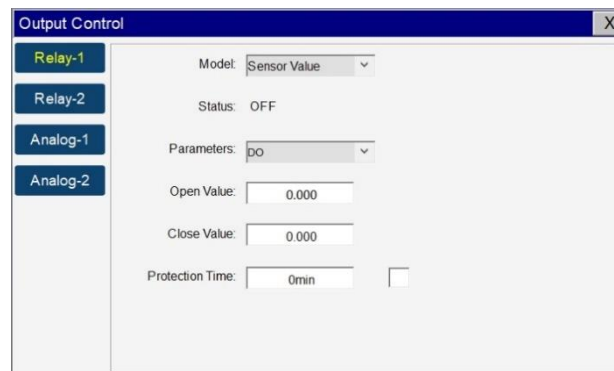 Output Control X
Relay-1
Relay-2
Analog-1
Analog-2
Model: Sensor Value
Status: OFF
Parameters: DO
Open Value: 0.000
Close Value: 0.000
Protection Time: 0min